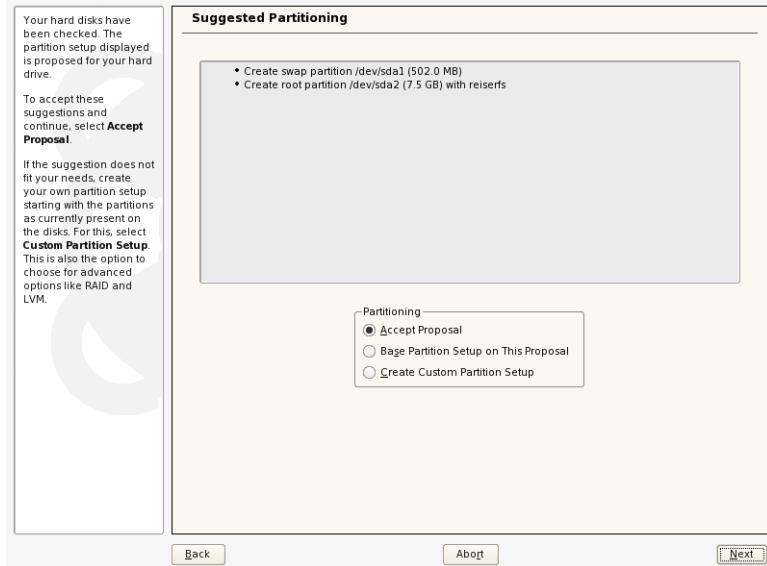 Your hard disks have
been checked. The
partition setup displayed
is proposed for your hard
drive.
To accept these
suggestions and
continue, select Accept
Proposal.
If the suggestion does not
fit your needs, create
your own partition setup
starting with the partitions
as currently present on
the disks. For this, select
Custom Partition Setup.
This is also the option to
choose for advanced
options like RAID and
LVM.
Suggested Partitioning
• Create swap partition /dev/sda1 (502.0 MB)
• Create root partition /dev/sda2 (7.5 GB) with reiserfs
Partitioning
Accept Proposal
Base Partition Setup on This Proposal
Create Custom Partition Setup
Back
Abort
Next